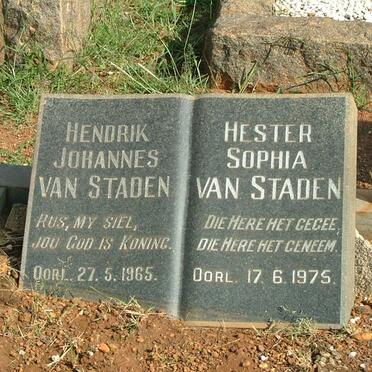 HENDRIK
JOHANNES
VAN STADEN
RUS, MY SIEL,
JOU GOD IS KONING.
OORL. 27. 5. 1965.
HESTER
SOPHIA
VAN STADEN
DIE HERE HET GEGEE,
DIE HERE HET GENEEM.
OORL. 17. 6. 1975.